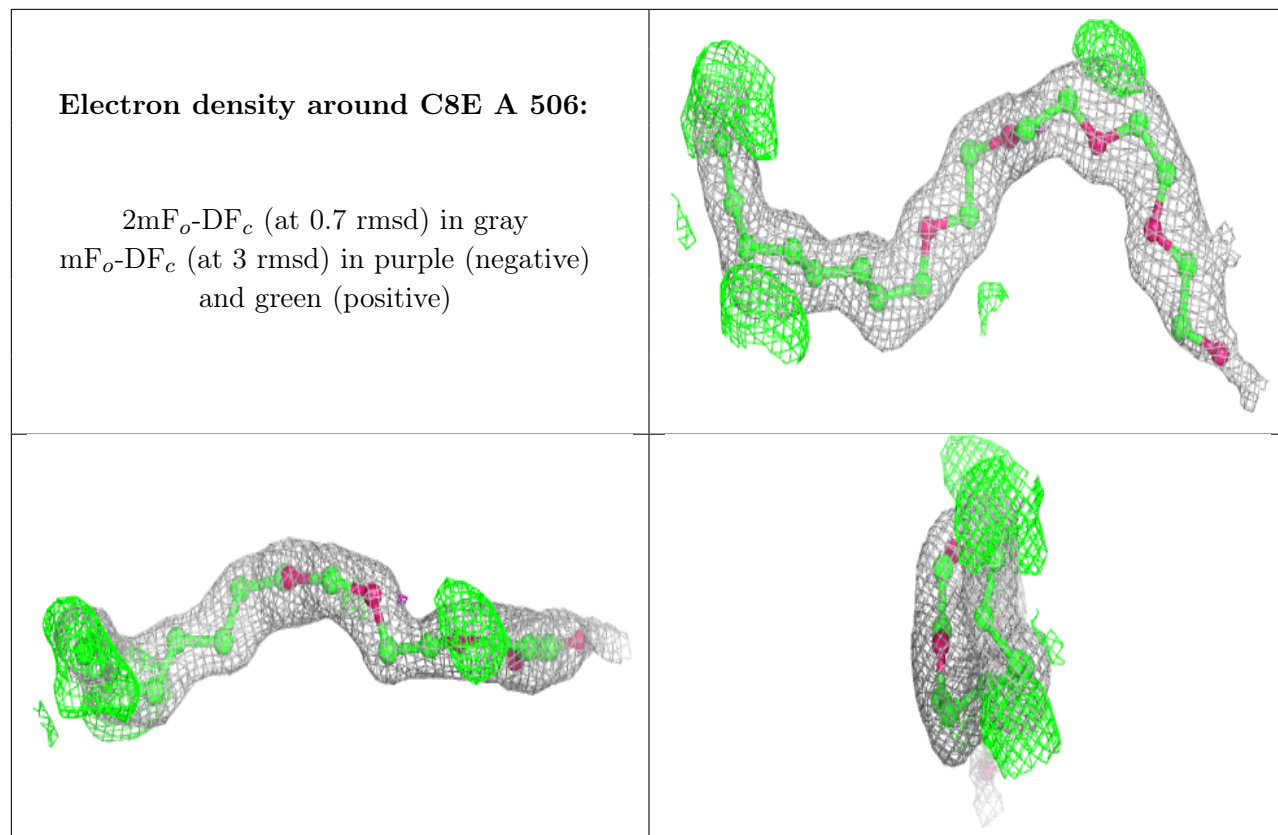 Electron density around C8E A 506:
2mFo-DFc (at 0.7 rmsd) in gray
mFo-DFc (at 3 rmsd) in purple (negative)
and green (positive)